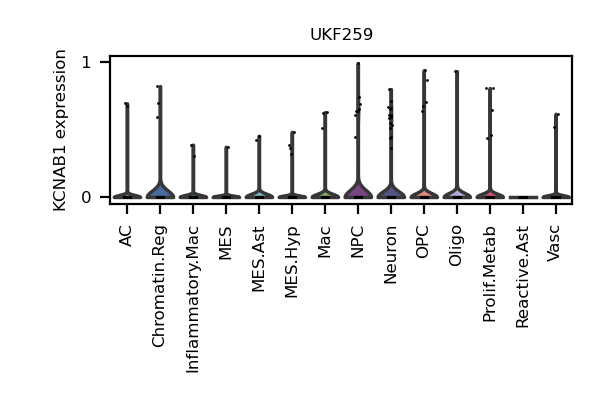 UKF259
KCNAB1 expression
1
0
AC
Chromatin.Reg
Inflammatory.Mac
MES
MES.Ast
MES.Hyp
Mac
NPC
Neuron
OPC
Oligo
Prolif.Metab
Reactive.Ast
Vasc